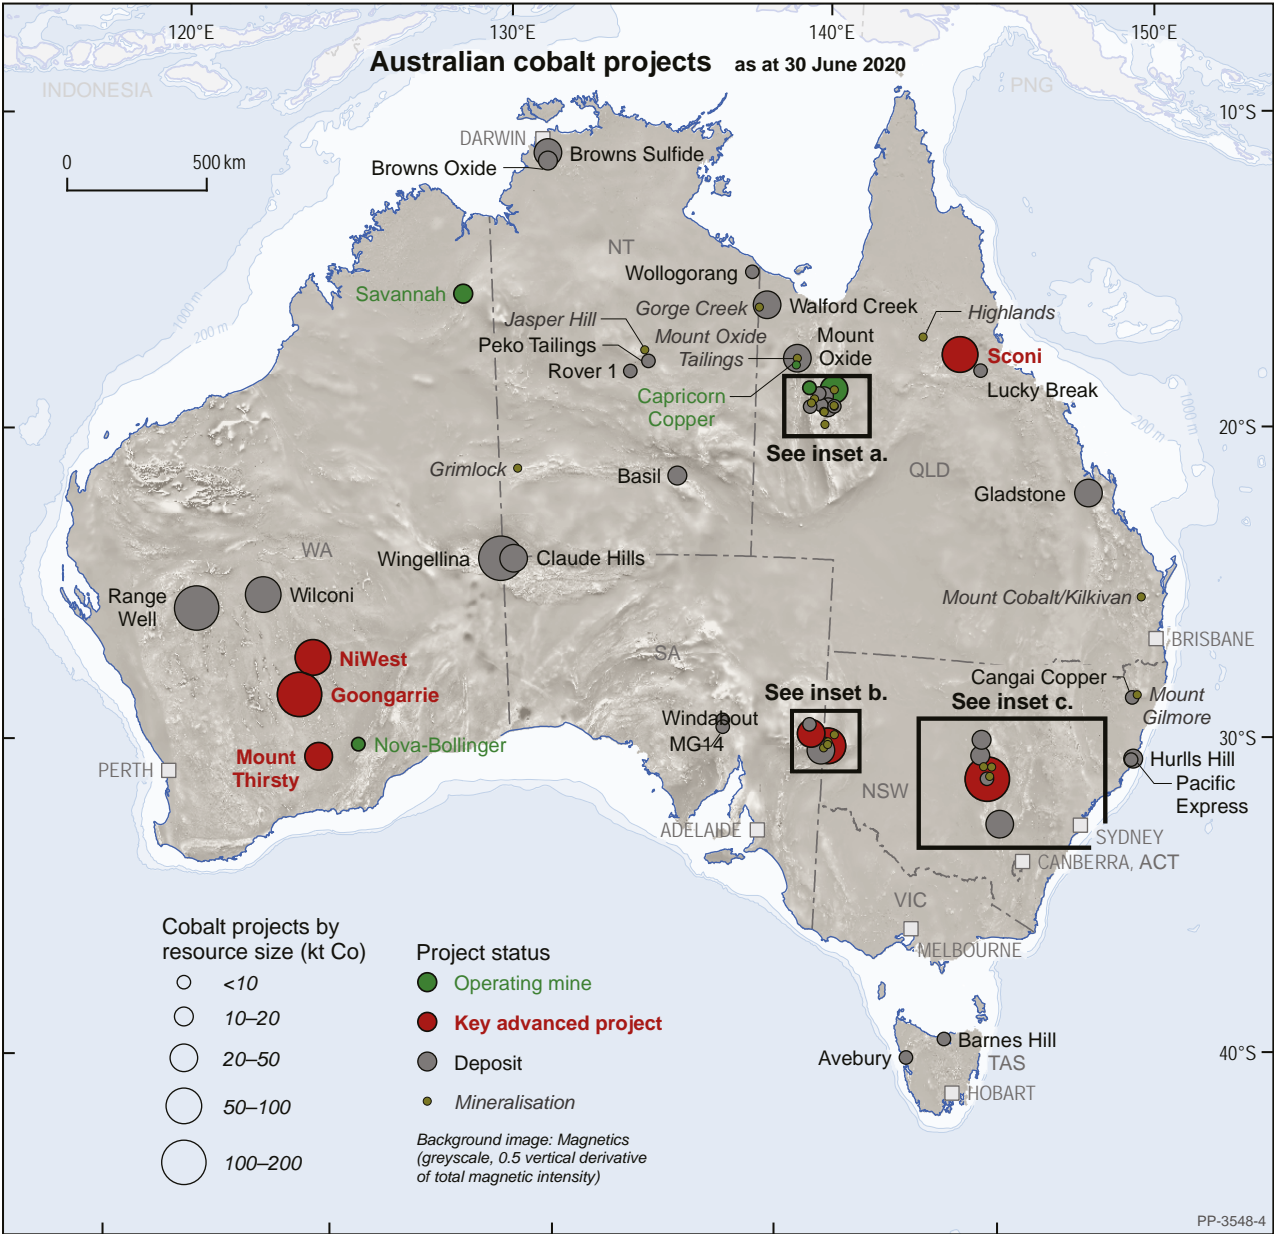 120°E
130°E
140°E
150°E
Australian cobalt projects as at 30 June 2020
INDONESIA
PNG
10°S
DARWIN
0
500 km
Browns Sulfide
Browns Oxide
NT
Wollogorang
Savannah
Gorge Creek
Walford Creek
1000 m
200 m
Jasper Hill
Highlands
Mount Oxide
Tailings
Mount
Oxide
Peko Tailings
Sconi
Rover 1
Lucky Break
Capricorn
Copper
1000 m
200 m
20°S
See inset a.
Grimlock
Basil
QLD
Gladstone
WA
Wingellina
Claude Hills
Range
Well
Wilconi
Mount Cobalt/Kilkivan
BRISBANE
SA
NiWest
Goongarrie
Cangai Copper
Mount
Gilmore
See inset b.
See inset c.
Windabout
MG14
30°S
Nova-Bollinger
Mount
Thirsty
PERTH
Hurlls Hill
Pacific
Express
NSW
ADELAIDE
SYDNEY
CANBERRA, ACT
VIC
MELBOURNE
Cobalt projects by
resource size (kt Co)
<10
10–20
20–50
50–100
100–200
Project status
Operating mine
Key advanced project
Deposit
Mineralisation
Background image: Magnetics
(greyscale, 0.5 vertical derivative
of total magnetic intensity)
Barnes Hill
Avebury
TAS
40°S
HOBART
PP-3548-4